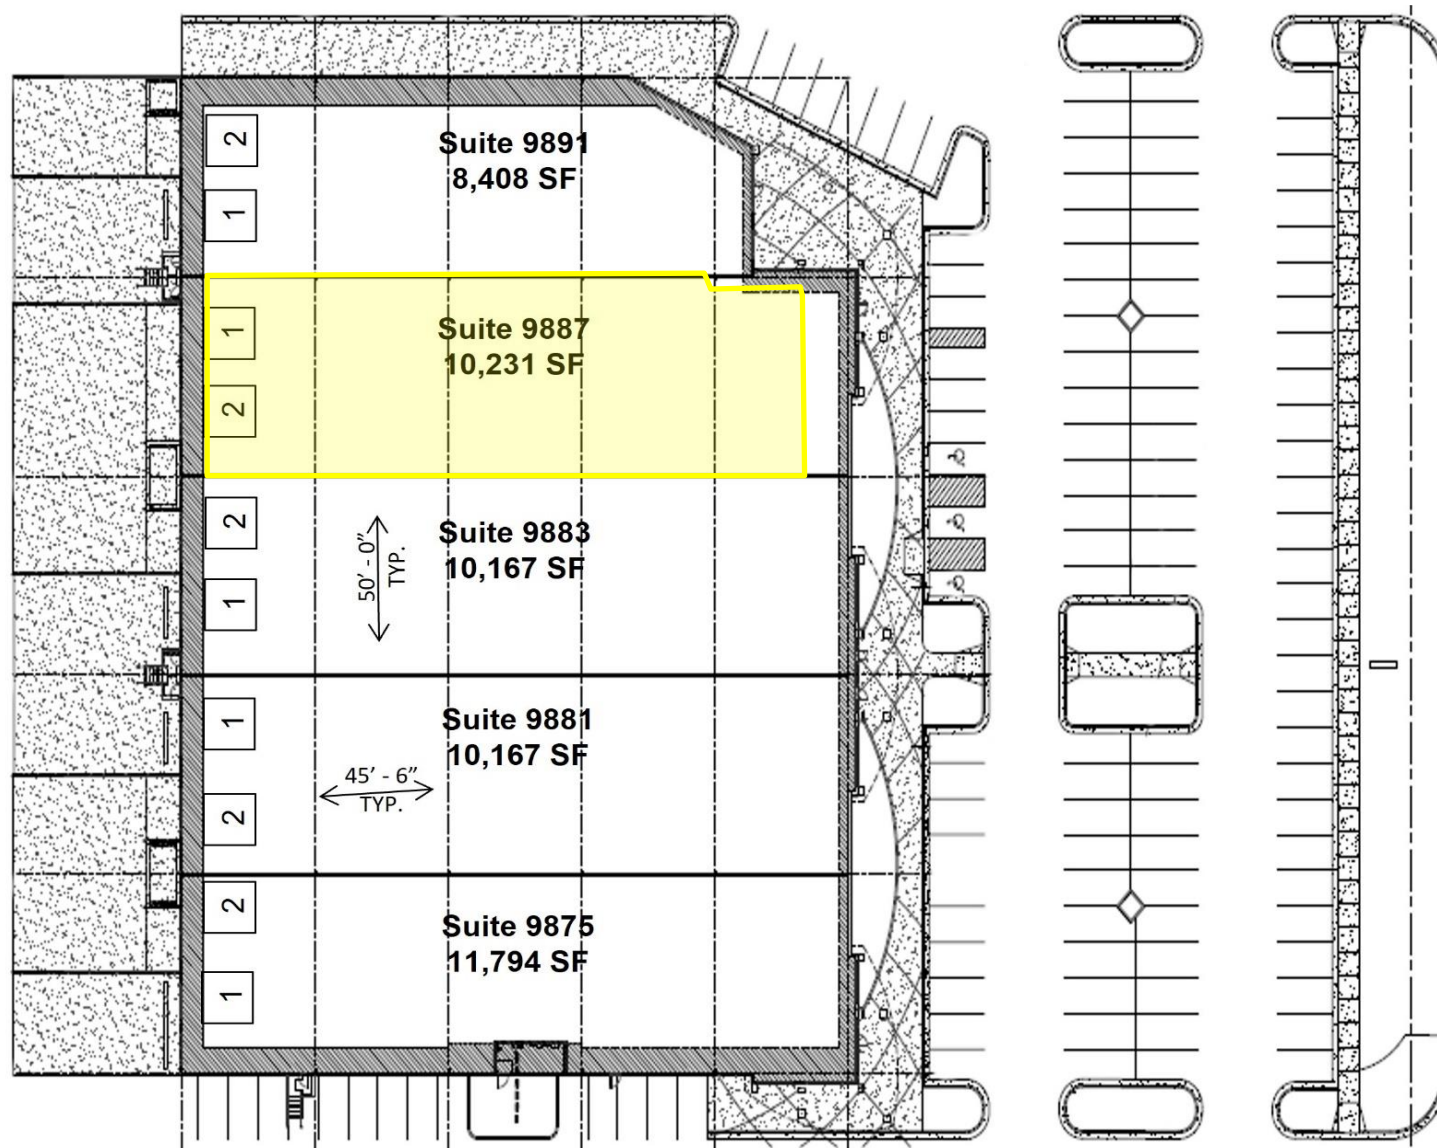 2
Suite 9891
8,408 SF
1
1
Suite 9887
10,231 SF
2
2
Suite 9883
10,167 SF
50' - 0"
TYP.
1
1
Suite 9881
10,167 SF
45' - 6"
TYP.
2
2
Suite 9875
11,794 SF
1